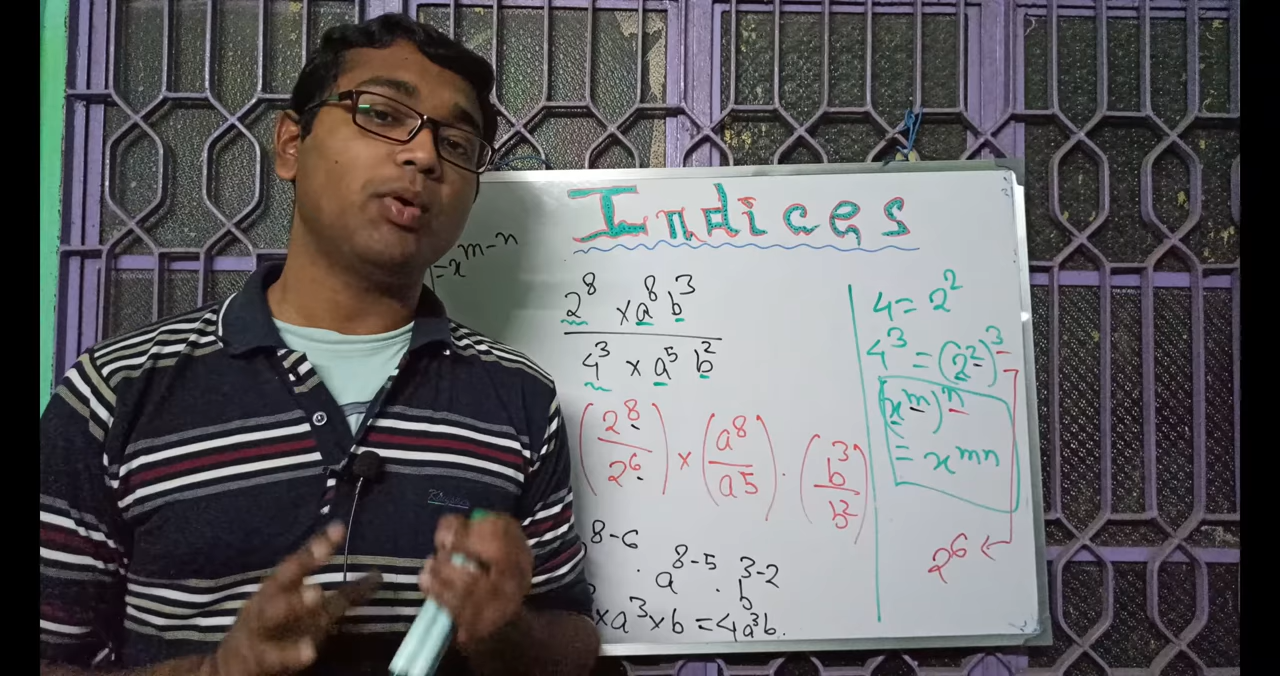 Indices
= x^{m-n}
2^8 × a^8 b^3
4^3 × a^5 b^2
(2^8/2^6) × (a^8/a^5) · (b^3/b^2)
8-6 · a^{8-5} · b^{3-2}
× a^3 × b = 4a^3b.
4 = 2^2
4^3 = (2^2)^3
(x^m)^n
= x^{mn}
2^6 ←